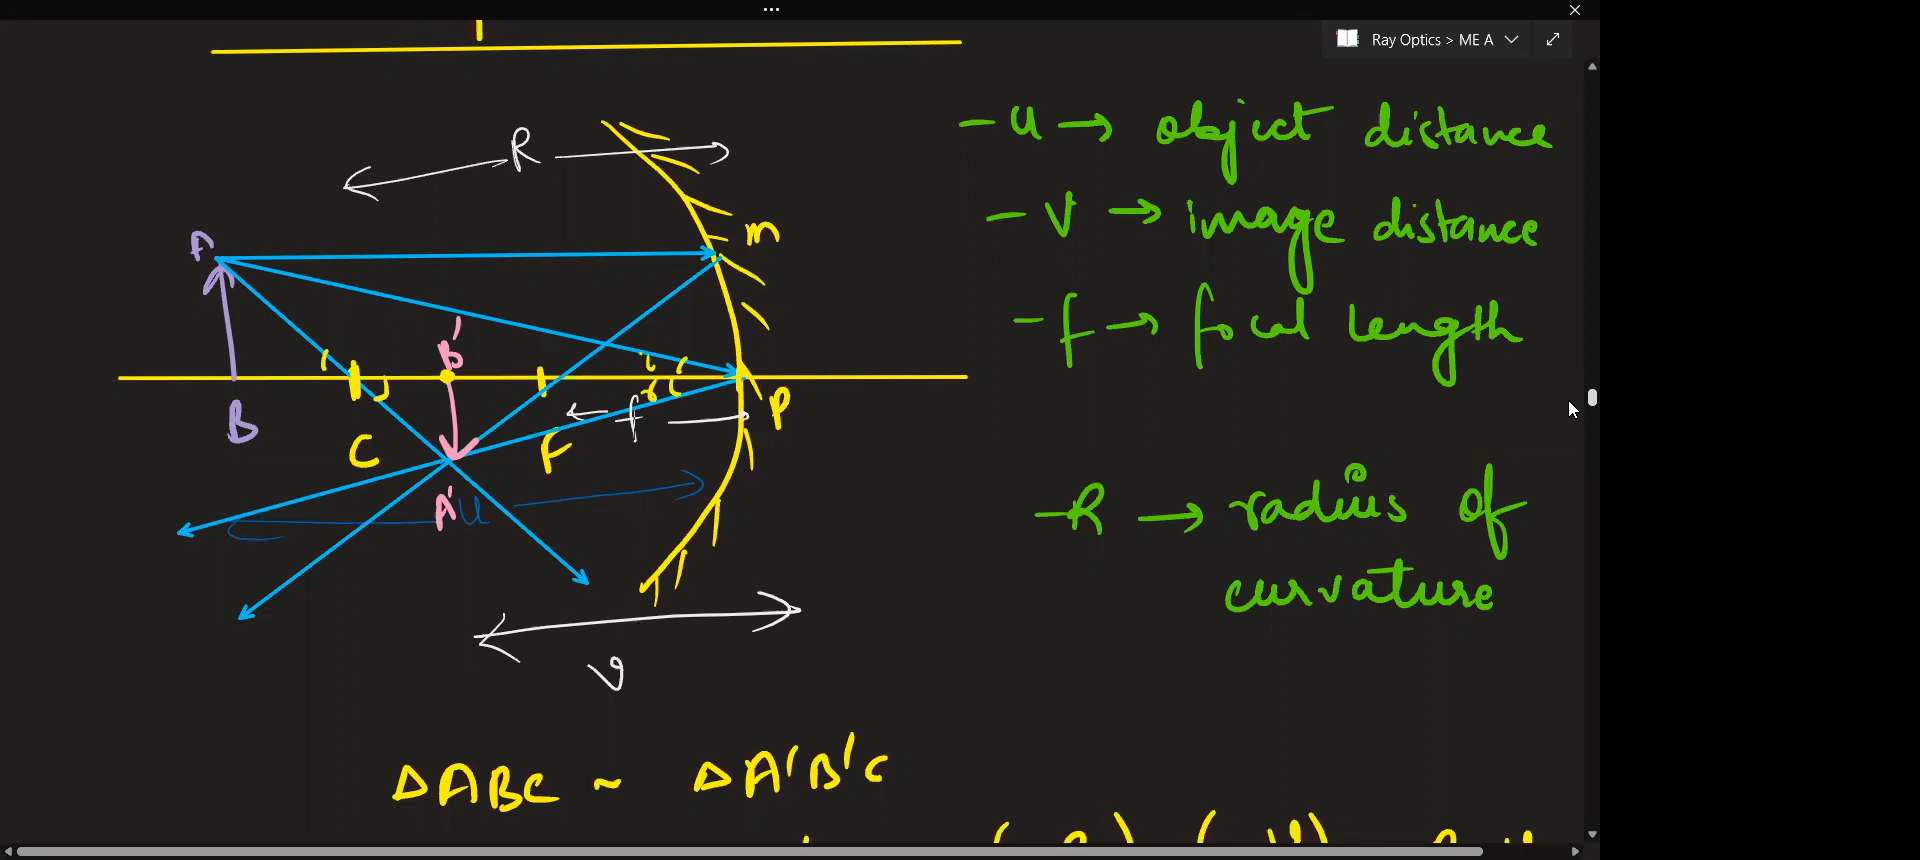 Ray Optics > ME A
R
-u → object distance
-v → image distance
-f → focal length
-R → radius of
curvature
A
m
B'
B
C
F
f
P
A'
u
v
ΔABC ~ ΔA'B'C